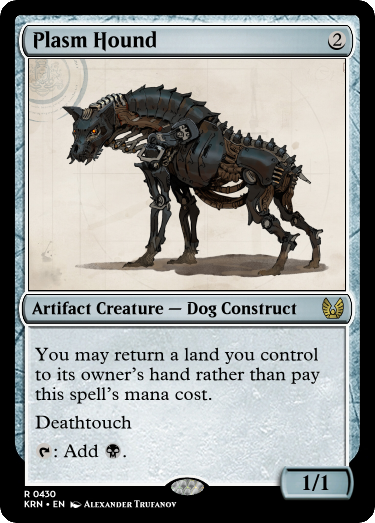 Plasm Hound 2
Artifact Creature — Dog Construct
You may return a land you control
to its owner's hand rather than pay
this spell's mana cost.
Deathtouch
: Add .
1/1
R 0430
KRN • EN Alexander Trufanov